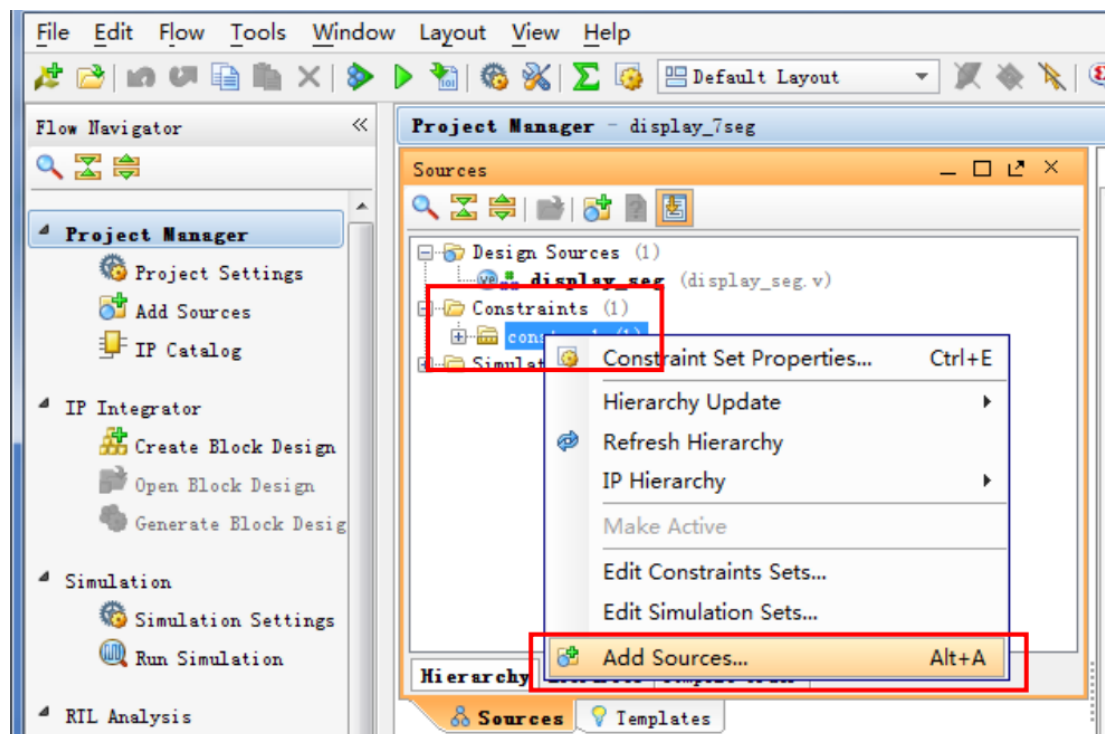 File Edit Flow Tools Window Layout View Help
Default Layout
Flow Navigator
Project Manager
Project Settings
Add Sources
IP Catalog
IP Integrator
Create Block Design
Open Block Design
Generate Block Desig
Simulation
Simulation Settings
Run Simulation
RTL Analysis
Project Manager - display_7seg
Sources
Design Sources (1)
display_seg (display_seg.v)
Constraints (1)
Constraint Set Properties... Ctrl+E
Hierarchy Update
Refresh Hierarchy
IP Hierarchy
Make Active
Edit Constraints Sets...
Edit Simulation Sets...
Add Sources... Alt+A
Hierarchy
Sources Templates